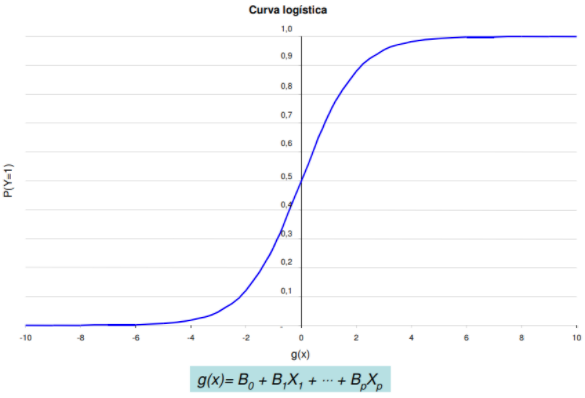 Curva logística
1,0
0,9
0,8
0,7
0,6
0,5
0,4
0,3
0,2
0,1
-
P(Y=1)
-10 -8 -6 -4 -2 0 2 4 6 8 10
g(x)
g(x)= B₀ + B₁X₁ + ··· + BₚXₚ